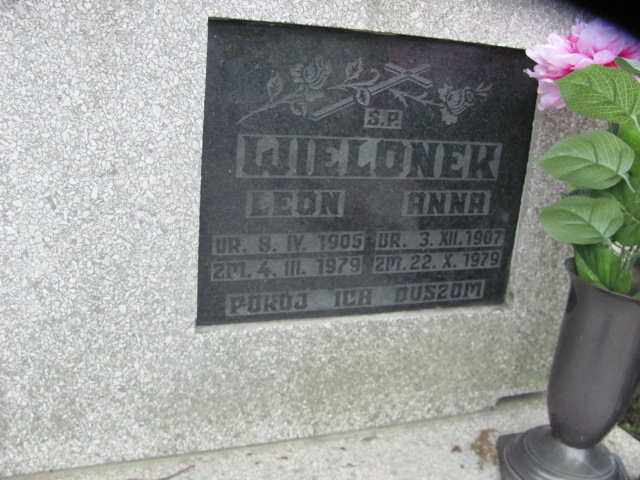 Ś.P.
WIELONEK
LEON ANNA
UR. 8. IV. 1905 UR. 3. XII. 1907
ZM. 4. III. 1979 ZM. 22. X. 1979
POKÓJ ICH DUSZOM